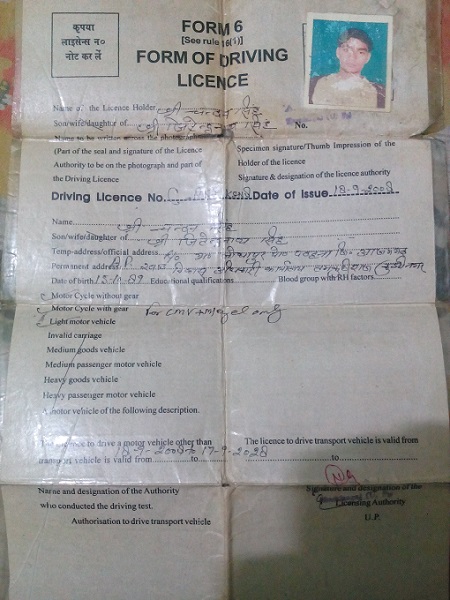 कृपया
लाइसेन्स न०
नोट कर लें
FORM 6
[See rule 16(1)]
FORM OF DRIVING
LICENCE
Name of the Licence Holder श्री चन्दन सिंह
Son/wife/daughter of श्री जितेन्द्र नाथ सिंह No.
Name to be written across the photograph
(Part of the seal and signature of the Licence
Authority to be on the photograph and part of
the Driving Licence
Specimen signature/Thumb Impression of the
Holder of the licence
Signature & designation of the licence authority
Driving Licence No. Date of Issue 18-9-2008
Name श्री चन्दन सिंह
Son/wife/daughter of श्री जितेन्द्र नाथ सिंह
Temp-address/official address
Permanent address
Date of birth Educational qualifications Blood group with RH factors
Motor Cycle without gear
Motor Cycle with gear For LMV+M/cycle only
Light motor vehicle
Invalid carriage
Medium goods vehicle
Medium passenger motor vehicle
Heavy goods vehicle
Heavy passenger motor vehicle
A motor vehicle of the following description.
The licence to drive a motor vehicle other than
transport vehicle is valid from 18-9-2008 to 17-9-2028
The licence to drive transport vehicle is valid from
to
Name and designation of the Authority
who conducted the driving test.
Authorisation to drive transport vehicle
Signature and designation of the
Licensing Authority
U.P.